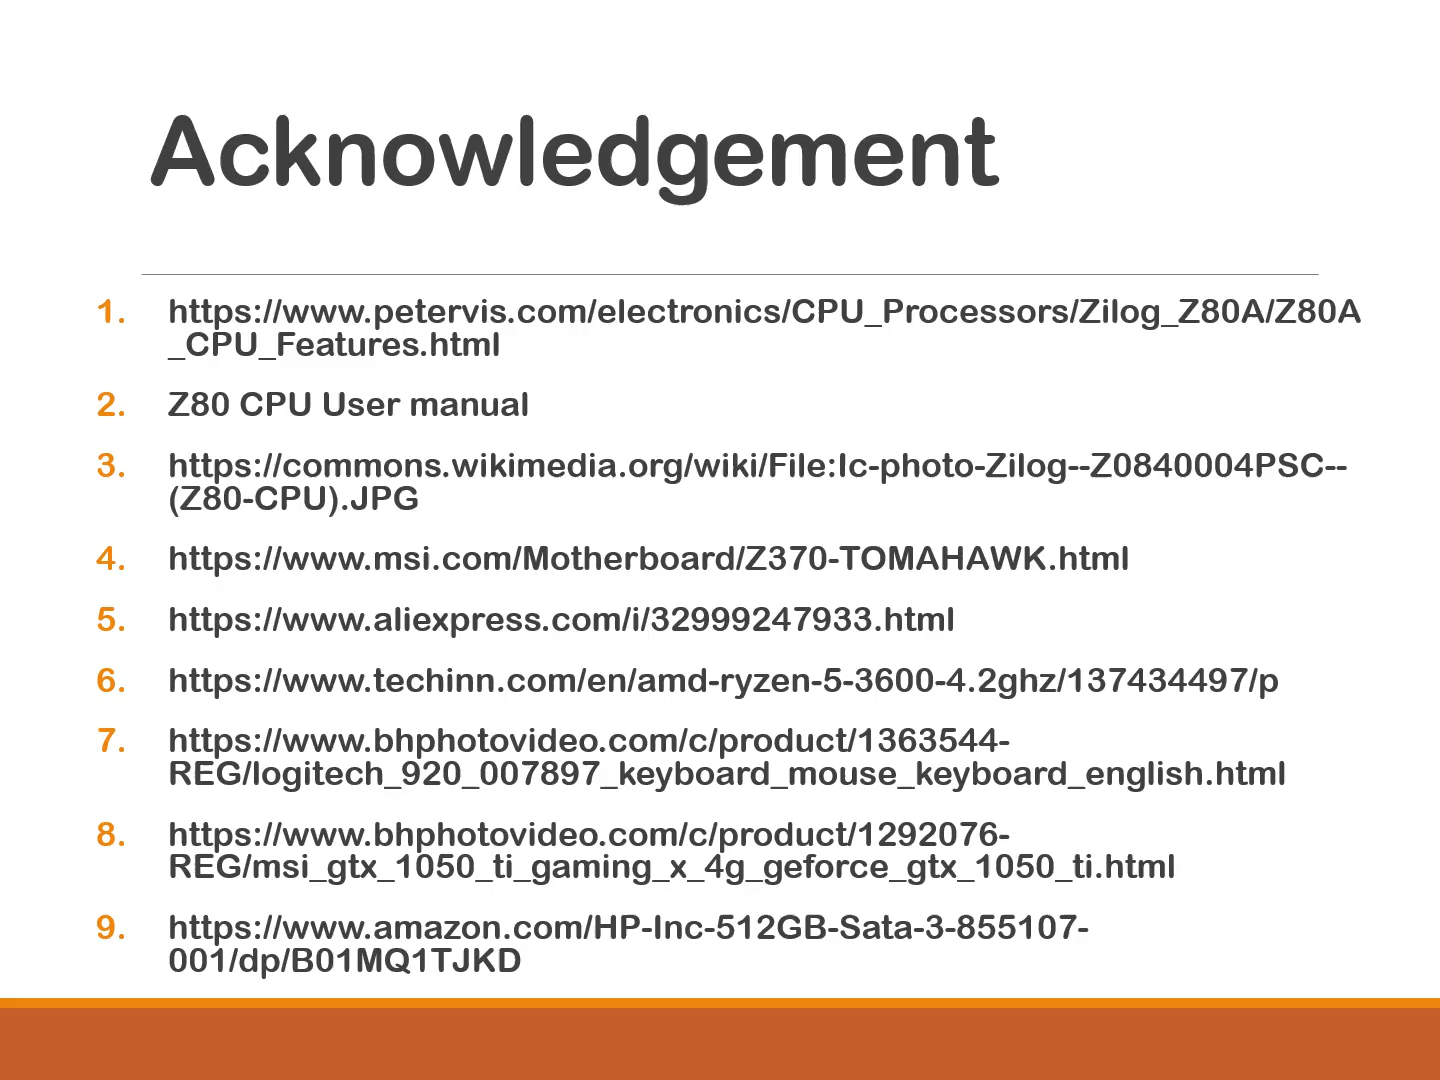 Acknowledgement
1. https://www.petervis.com/electronics/CPU_Processors/Zilog_Z80A/Z80A
_CPU_Features.html
2. Z80 CPU User manual
3. https://commons.wikimedia.org/wiki/File:Ic-photo-Zilog--Z0840004PSC--
(Z80-CPU).JPG
4. https://www.msi.com/Motherboard/Z370-TOMAHAWK.html
5. https://www.aliexpress.com/i/32999247933.html
6. https://www.techinn.com/en/amd-ryzen-5-3600-4.2ghz/137434497/p
7. https://www.bhphotovideo.com/c/product/1363544-
REG/logitech_920_007897_keyboard_mouse_keyboard_english.html
8. https://www.bhphotovideo.com/c/product/1292076-
REG/msi_gtx_1050_ti_gaming_x_4g_geforce_gtx_1050_ti.html
9. https://www.amazon.com/HP-Inc-512GB-Sata-3-855107-
001/dp/B01MQ1TJKD